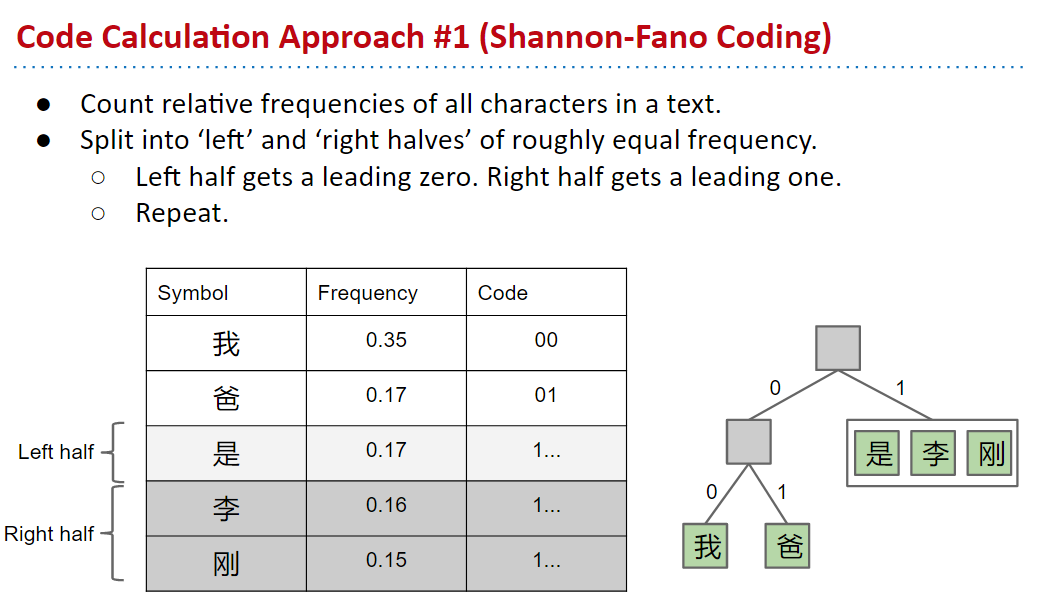 Code Calculation Approach #1 (Shannon-Fano Coding)
● Count relative frequencies of all characters in a text.
● Split into ‘left’ and ‘right halves’ of roughly equal frequency.
○ Left half gets a leading zero. Right half gets a leading one.
○ Repeat.
Symbol Frequency Code
我 0.35 00
爸 0.17 01
Left half 是 0.17 1...
李 0.16 1...
Right half
刚 0.15 1...
0 1
是 李 刚
0 1
我 爸